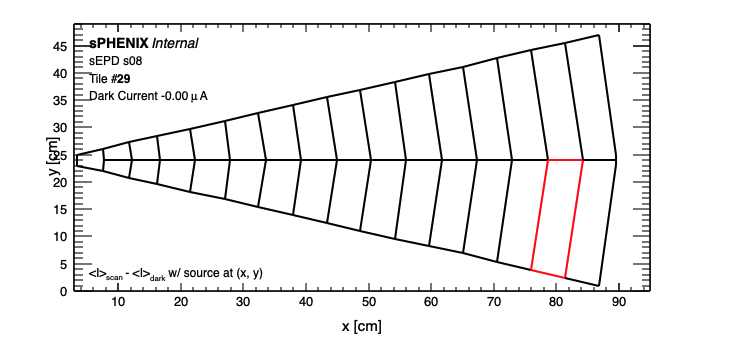 sPHENIX Internal
sEPD s08
Tile #29
Dark Current -0.00 μA
45
40
35
30
25
20
15
10
5
0
y [cm]
<I>scan - <I>dark w/ source at (x, y)
10 20 30 40 50 60 70 80 90
x [cm]